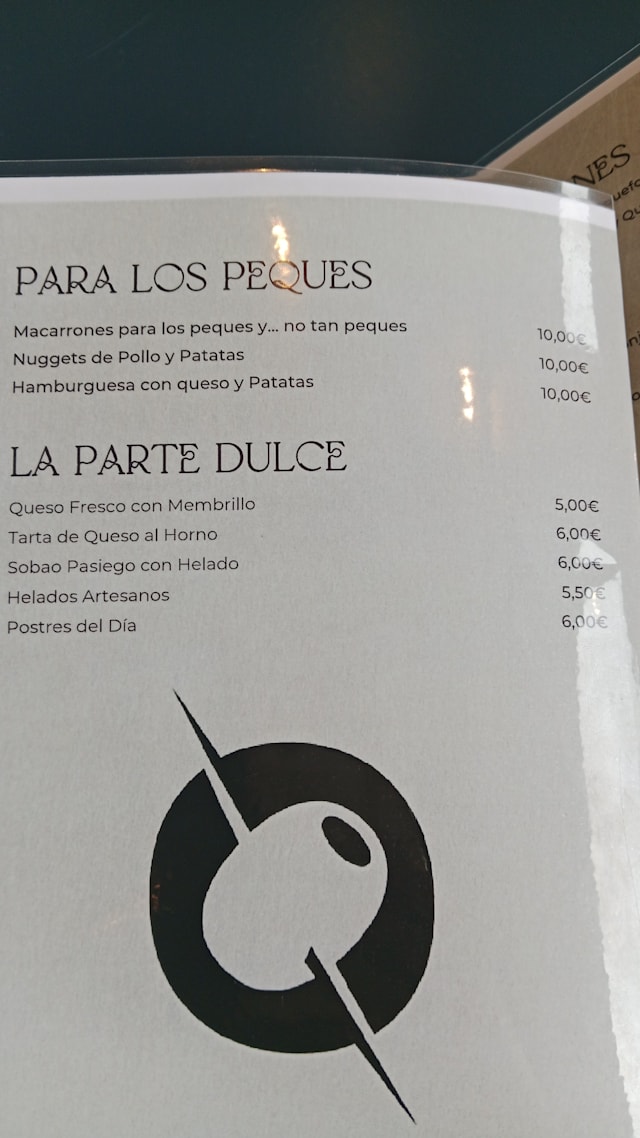 PARA LOS PEQUES
Macarrones para los peques y... no tan peques 10,00€
Nuggets de Pollo y Patatas 10,00€
Hamburguesa con queso y Patatas 10,00€
LA PARTE DULCE
Queso Fresco con Membrillo 5,00€
Tarta de Queso al Horno 6,00€
Sobao Pasiego con Helado 6,00€
Helados Artesanos 5,50€
Postres del Día 6,00€